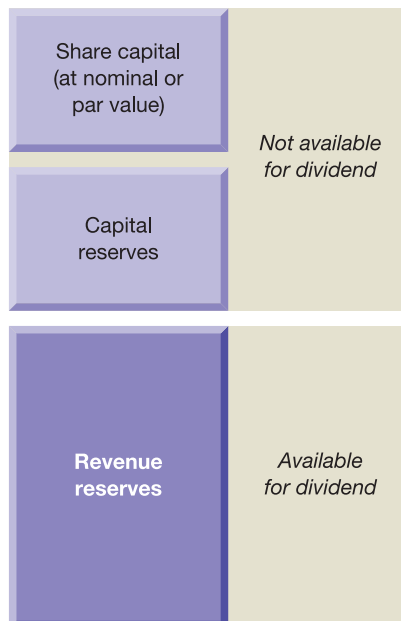 Share capital
(at nominal or
par value)
Not available
for dividend
Capital
reserves
Revenue
reserves
Available
for dividend